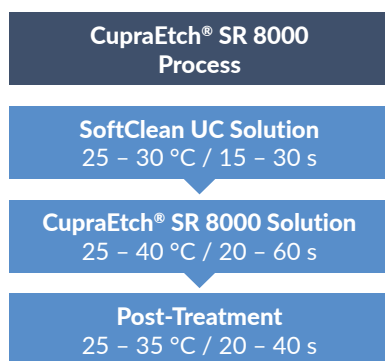 CupraEtch® SR 8000
Process
SoftClean UC Solution
25 – 30 °C / 15 – 30 s
CupraEtch® SR 8000 Solution
25 – 40 °C / 20 – 60 s
Post-Treatment
25 – 35 °C / 20 – 40 s